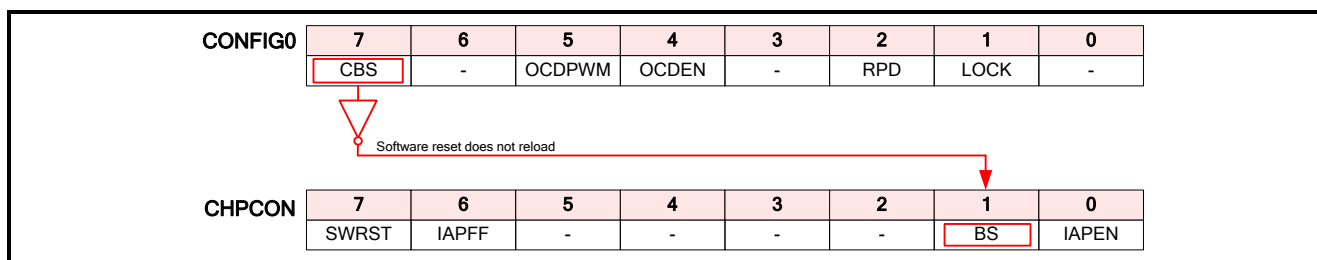 CONFIG0 7 6 5 4 3 2 1 0
CBS - OCDPWM OCDEN - RPD LOCK -
Software reset does not reload
CHPCON 7 6 5 4 3 2 1 0
SWRST IAPFF - - - - BS IAPEN